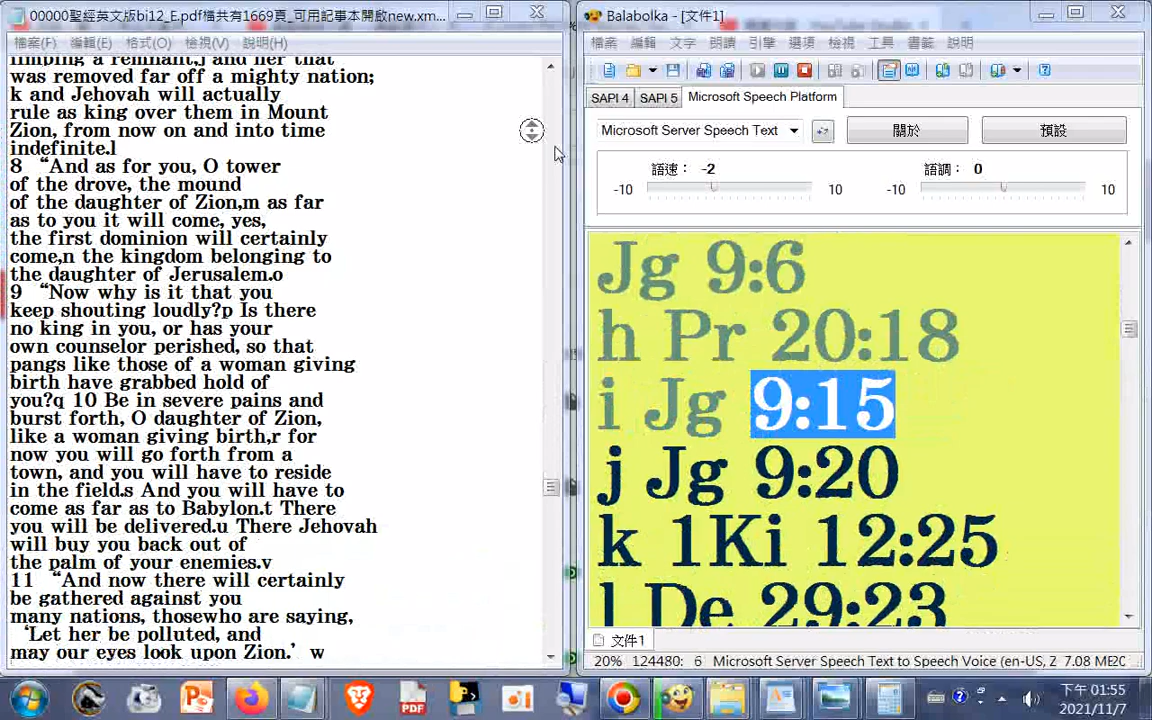 00000聖經英文版bi12_E.pdf檔共有1669頁_可用記事本開啟new.xm...
檔案(F) 編輯(E) 格式(O) 檢視(V) 說明(H)
limping a remnant,j and her that
was removed far off a mighty nation;
k and Jehovah will actually
rule as king over them in Mount
Zion, from now on and into time
indefinite.l
8 “And as for you, O tower
of the drove, the mound
of the daughter of Zion,m as far
as to you it will come, yes,
the first dominion will certainly
come,n the kingdom belonging to
the daughter of Jerusalem.o
9 “Now why is it that you
keep shouting loudly?p Is there
no king in you, or has your
own counselor perished, so that
pangs like those of a woman giving
birth have grabbed hold of
you?q 10 Be in severe pains and
burst forth, O daughter of Zion,
like a woman giving birth,r for
now you will go forth from a
town, and you will have to reside
in the field.s And you will have to
come as far as to Babylon.t There
you will be delivered.u There Jehovah
will buy you back out of
the palm of your enemies.v
11 “And now there will certainly
be gathered against you
many nations, thosewho are saying,
‘Let her be polluted, and
may our eyes look upon Zion.’ w
Balabolka - [文件1]
檔案 編輯 文字 朗讀 引擎 選項 檢視 工具 書籤 說明
SAPI 4 SAPI 5 Microsoft Speech Platform
Microsoft Server Speech Text 關於 預設
語速： -2 語調： 0
-10 10 -10 10
Jg 9:6
h Pr 20:18
i Jg 9:15
j Jg 9:20
k 1Ki 12:25
l De 29:23
文件1
20% 124480: 6 Microsoft Server Speech Text to Speech Voice (en-US, Z 7.08 ME2C
PDF
下午 01:55
2021/11/7